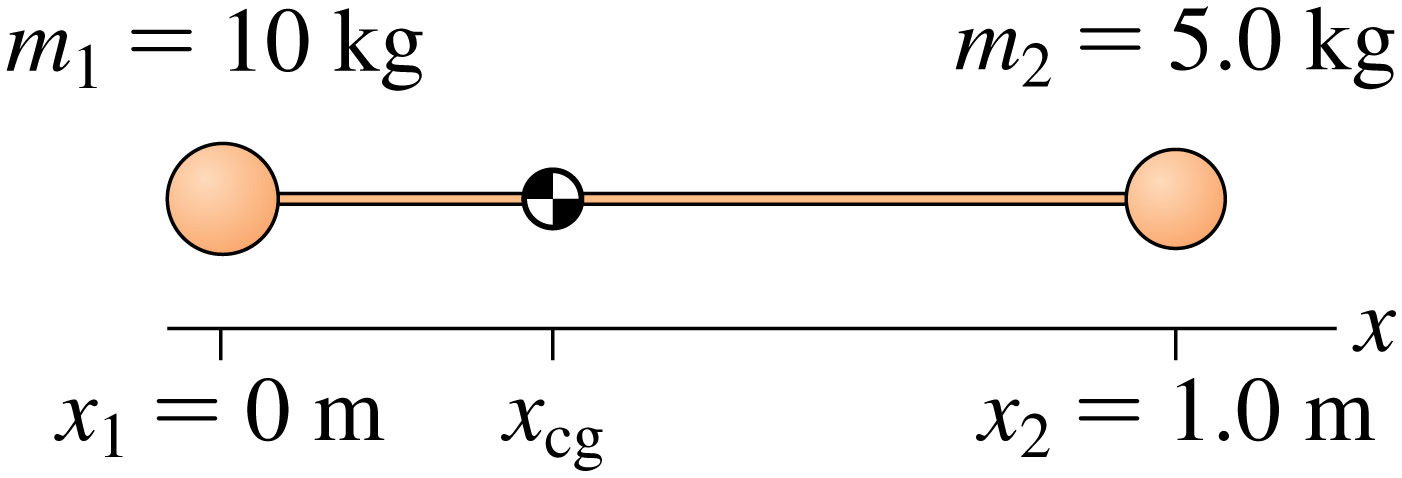 m₁ = 10 kg m₂ = 5.0 kg
x
x₁ = 0 m x_cg x₂ = 1.0 m